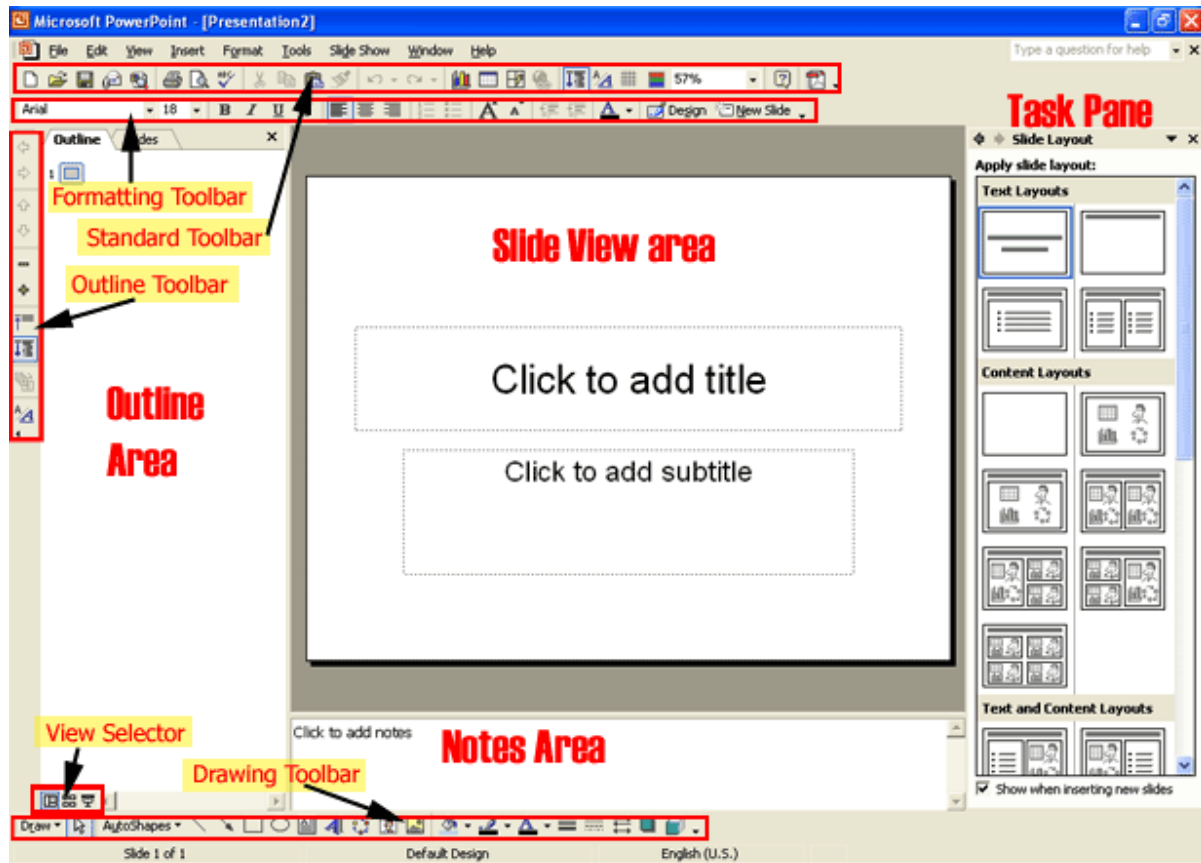 Microsoft PowerPoint - [Presentation2]
File Edit View Insert Format Tools Slide Show Window Help
Type a question for help
57%
Arial 18 B I U Design New Slide
Task Pane
Outline
Slide Layout
Apply slide layout:
1
Text Layouts
Formatting Toolbar
Standard Toolbar
Slide View area
Outline Toolbar
Click to add title
Content Layouts
Outline
Area
Click to add subtitle
Text and Content Layouts
View Selector
Click to add notes
Notes Area
Drawing Toolbar
Show when inserting new slides
Draw AutoShapes
Slide 1 of 1 Default Design English (U.S.)